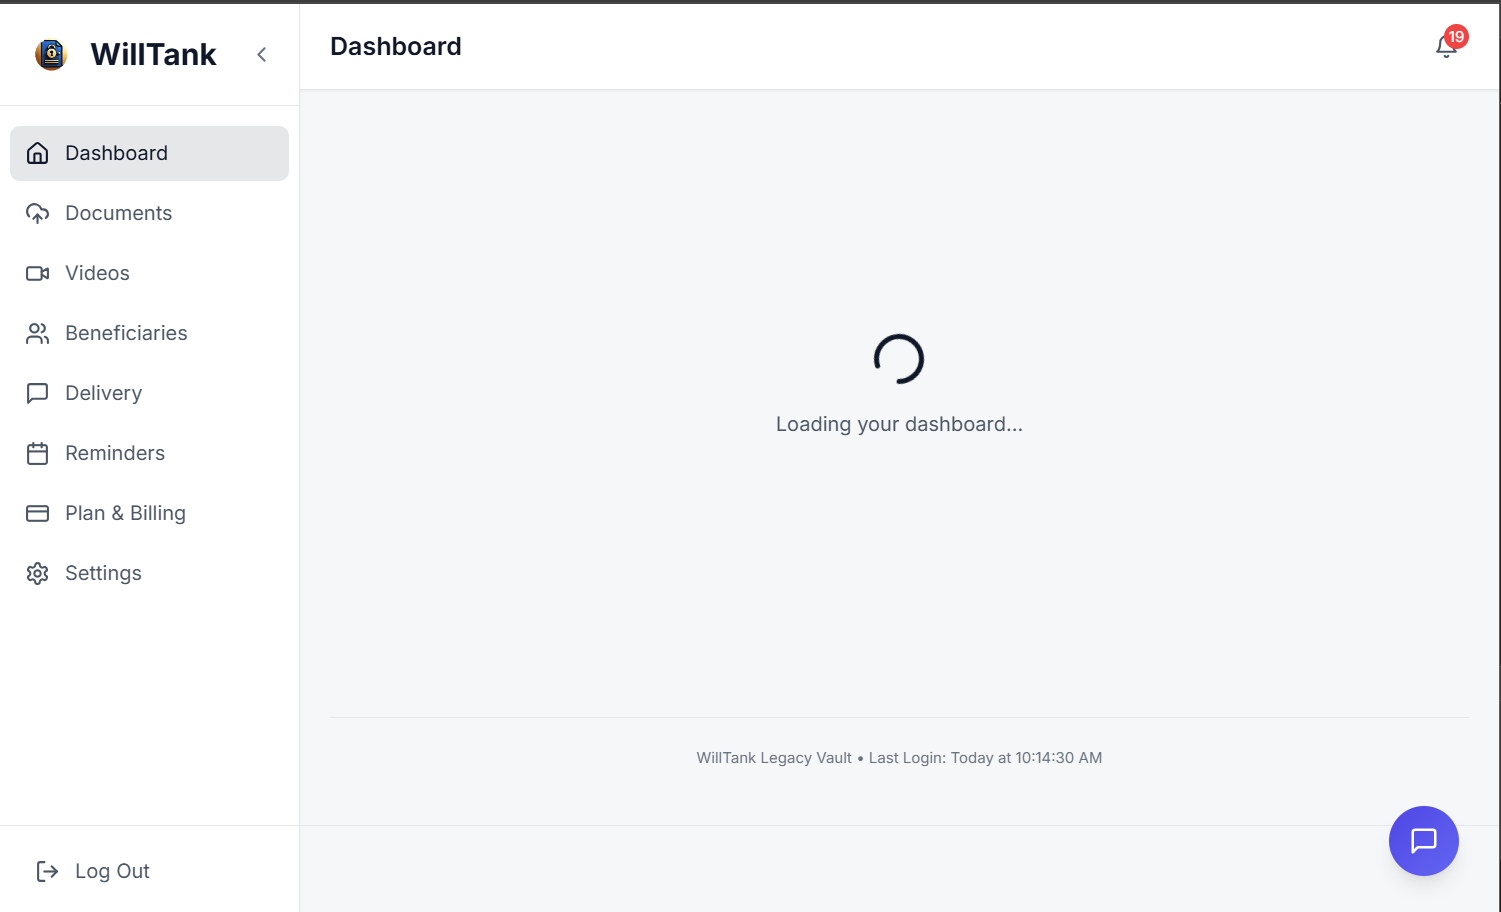 WillTank
Dashboard
Documents
Videos
Beneficiaries
Delivery
Reminders
Plan & Billing
Settings
Log Out
Dashboard
19
Loading your dashboard...
WillTank Legacy Vault • Last Login: Today at 10:14:30 AM